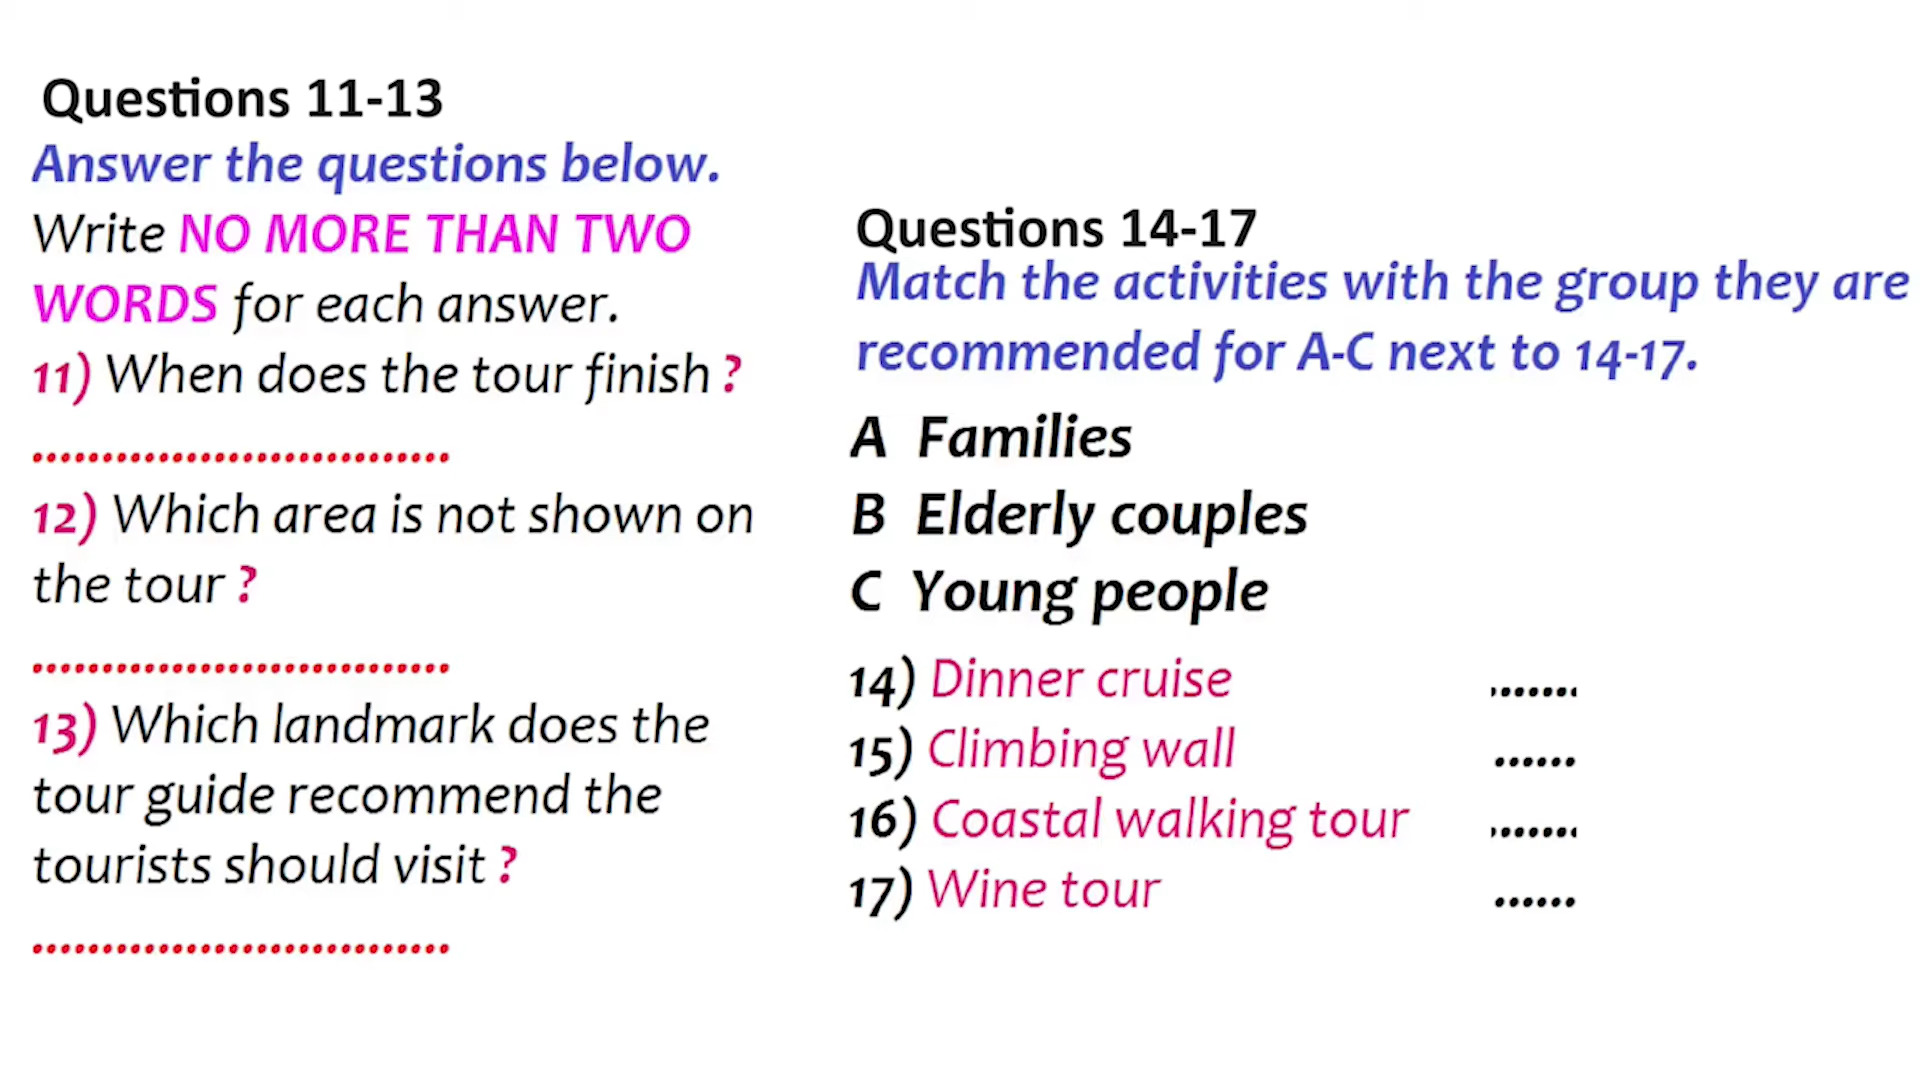 Questions 11-13
Answer the questions below.
Write NO MORE THAN TWO
WORDS for each answer.
11) When does the tour finish ?
..............................
12) Which area is not shown on
the tour ?
..............................
13) Which landmark does the
tour guide recommend the
tourists should visit ?
..............................
Questions 14-17
Match the activities with the group they are
recommended for A-C next to 14-17.
A Families
B Elderly couples
C Young people
14) Dinner cruise .......
15) Climbing wall ......
16) Coastal walking tour .......
17) Wine tour ......